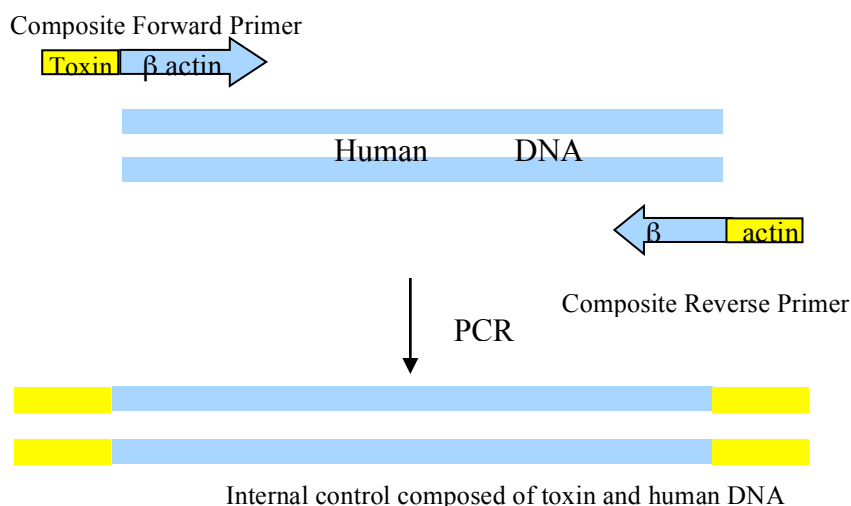 Composite Forward Primer
Toxin β actin
Human DNA
β actin
Composite Reverse Primer
PCR
Internal control composed of toxin and human DNA